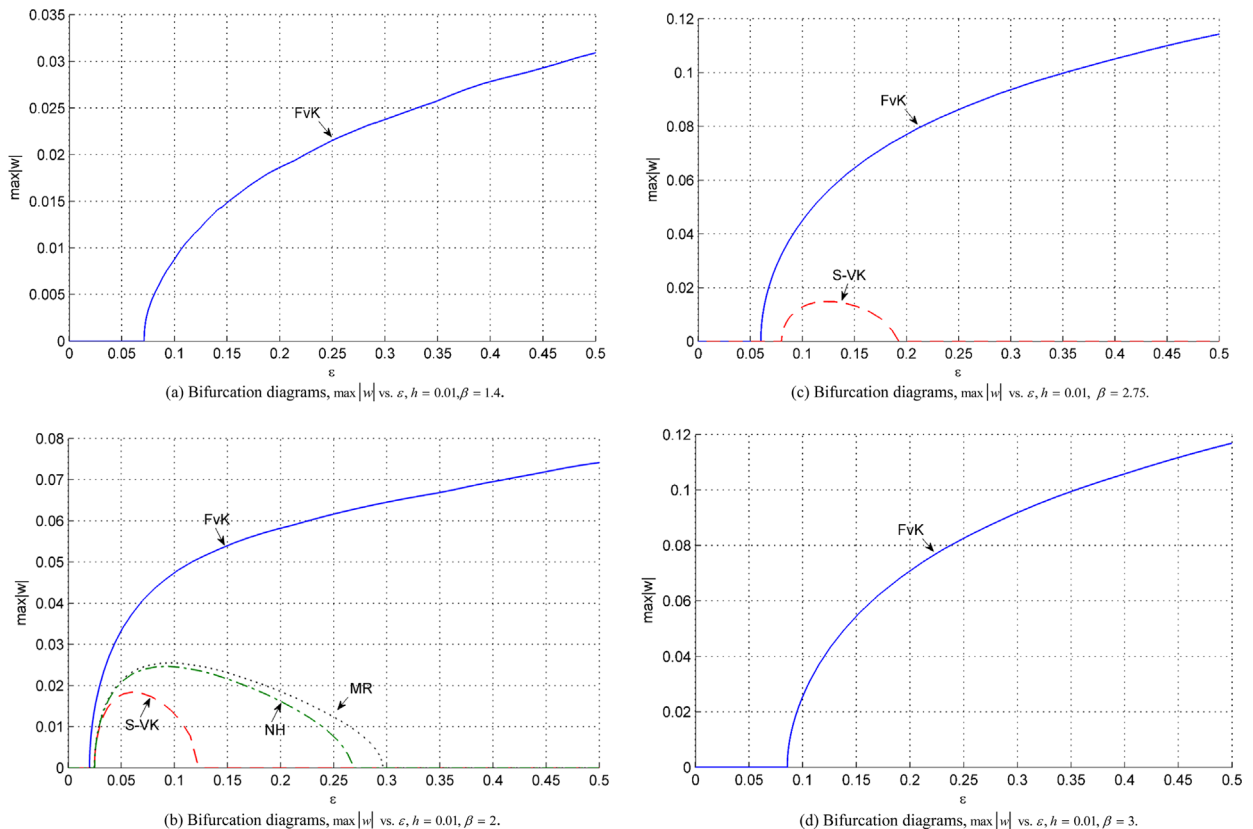 0.035
0.03
0.025
0.02
0.015
0.01
0.005
0
max|w|
FvK
0 0.05 0.1 0.15 0.2 0.25 0.3 0.35 0.4 0.45 0.5
ε
(a) Bifurcation diagrams, max |w| vs. ε, h = 0.01,β = 1.4.
0.12
0.1
0.08
0.06
0.04
0.02
0
max|w|
FvK
S-VK
0 0.05 0.1 0.15 0.2 0.25 0.3 0.35 0.4 0.45 0.5
ε
(c) Bifurcation diagrams, max |w| vs. ε, h = 0.01, β = 2.75.
0.08
0.07
0.06
0.05
0.04
0.03
0.02
0.01
0
max|w|
FvK
S-VK
NH
MR
0 0.05 0.1 0.15 0.2 0.25 0.3 0.35 0.4 0.45 0.5
ε
(b) Bifurcation diagrams, max |w| vs. ε, h = 0.01, β = 2.
0.12
0.1
0.08
0.06
0.04
0.02
0
max|w|
FvK
0 0.05 0.1 0.15 0.2 0.25 0.3 0.35 0.4 0.45 0.5
ε
(d) Bifurcation diagrams, max |w| vs. ε, h = 0.01, β = 3.